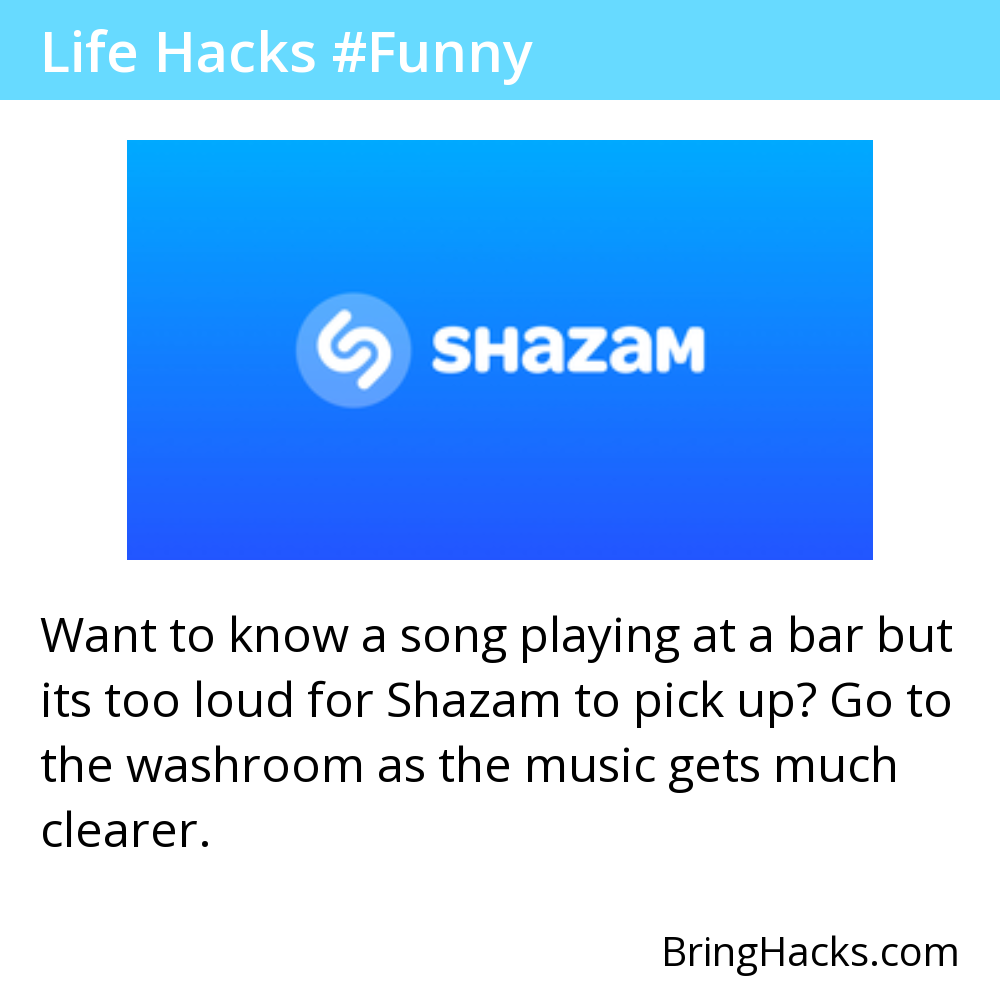 Life Hacks #Funny
SHAZAM
Want to know a song playing at a bar but
its too loud for Shazam to pick up? Go to
the washroom as the music gets much
clearer.
BringHacks.com